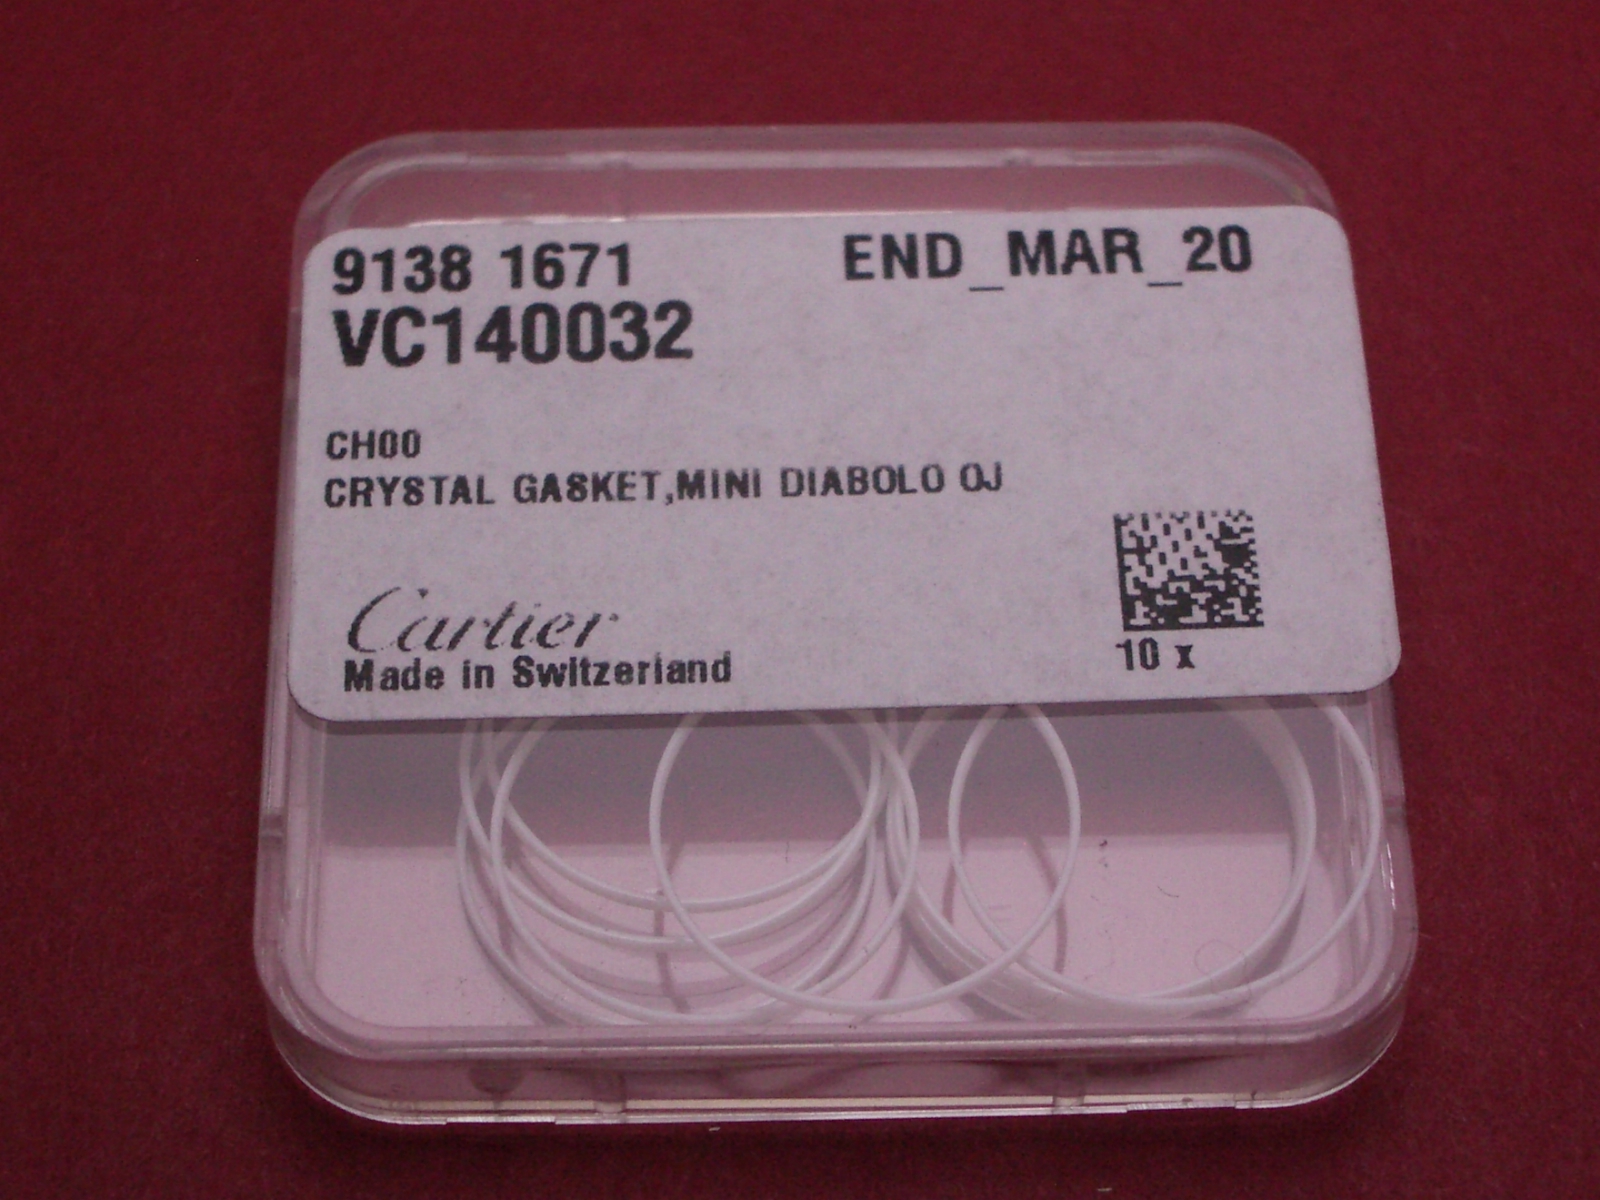 9138 1671 END_MAR_20
VC140032
CH00
CRYSTAL GASKET,MINI DIABOLO OJ
Cartier
Made in Switzerland
10 x